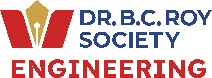 DR. B.C. ROY
SOCIETY
ENGINEERING